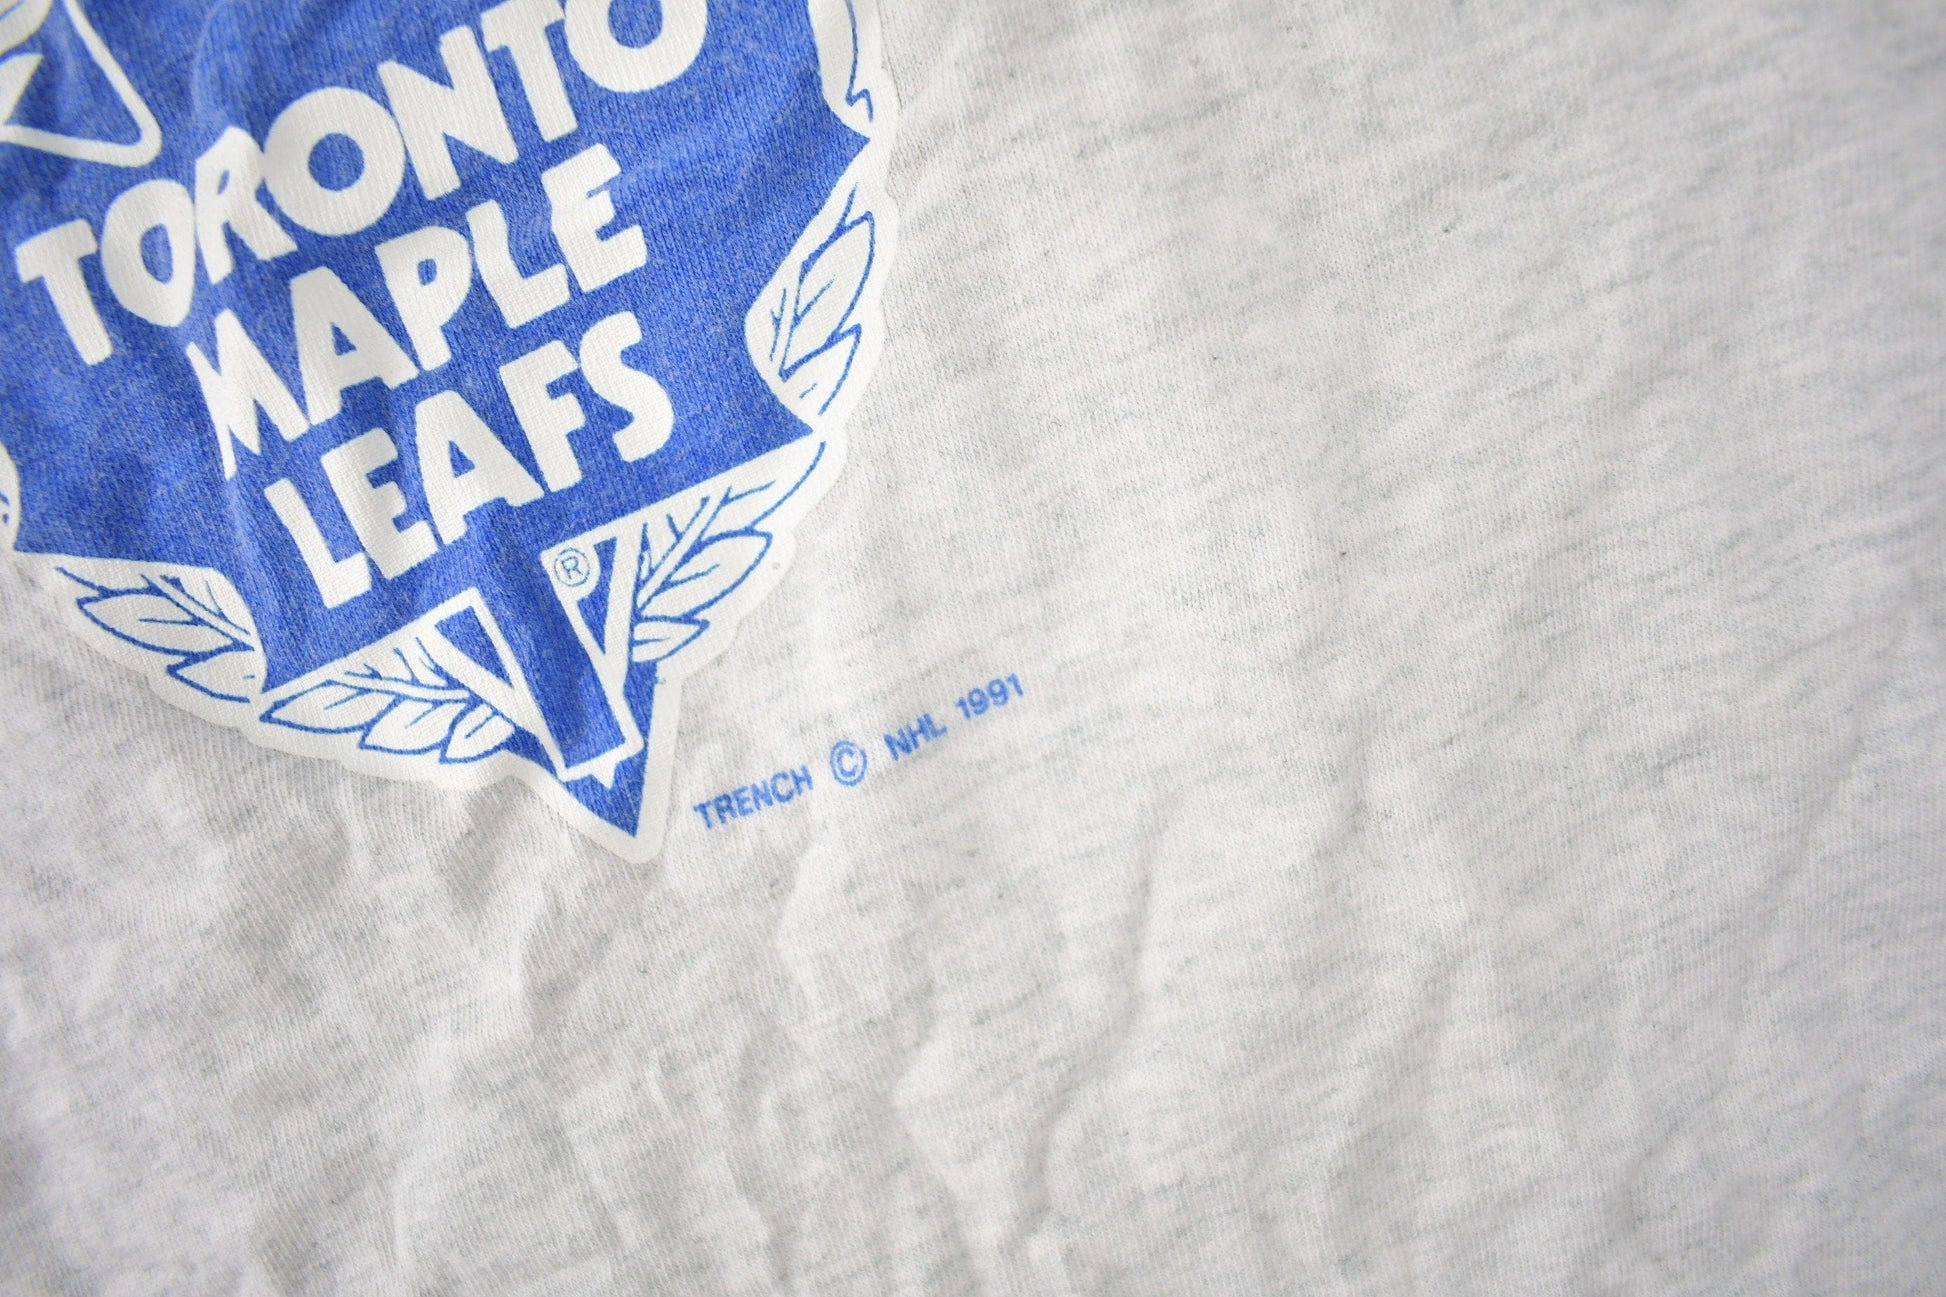 TORONTO
MAPLE
LEAFS
®
TRENCH © NHL 1991